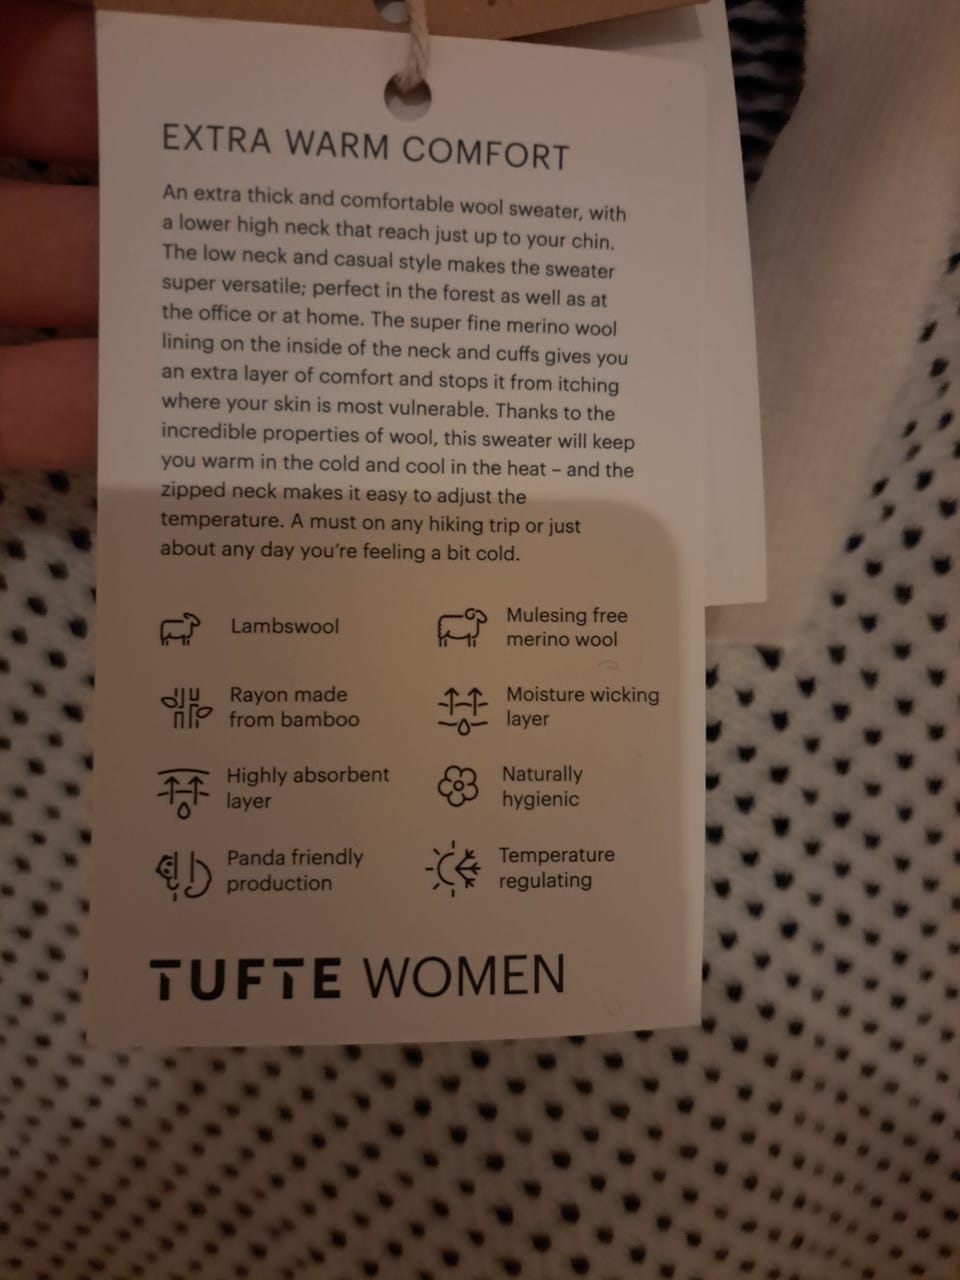 EXTRA WARM COMFORT
An extra thick and comfortable wool sweater, with
a lower high neck that reach just up to your chin.
The low neck and casual style makes the sweater
super versatile; perfect in the forest as well as at
the office or at home. The super fine merino wool
lining on the inside of the neck and cuffs gives you
an extra layer of comfort and stops it from itching
where your skin is most vulnerable. Thanks to the
incredible properties of wool, this sweater will keep
you warm in the cold and cool in the heat – and the
zipped neck makes it easy to adjust the
temperature. A must on any hiking trip or just
about any day you're feeling a bit cold.
Lambswool
Mulesing free
merino wool
Rayon made
from bamboo
Moisture wicking
layer
Highly absorbent
layer
Naturally
hygienic
Panda friendly
production
Temperature
regulating
TUFTE WOMEN